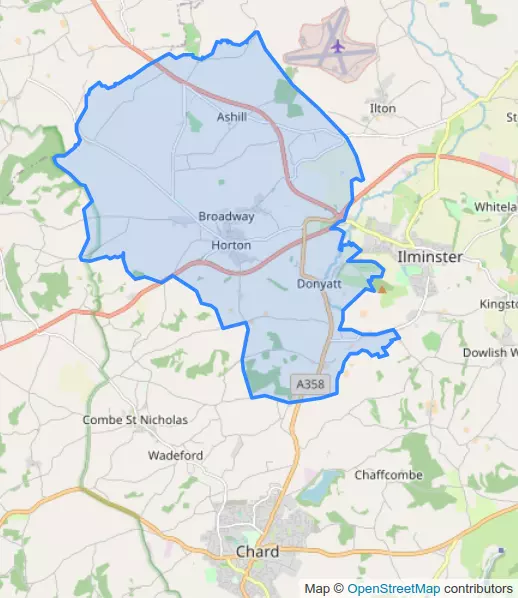 Ilton
Ashill
St
Whitela
Broadway
Horton
Ilminster
Donyatt
Kingsto
Dowlish W
A358
Combe St Nicholas
Wadeford
Chaffcombe
Chard
Map © OpenStreetMap contributors